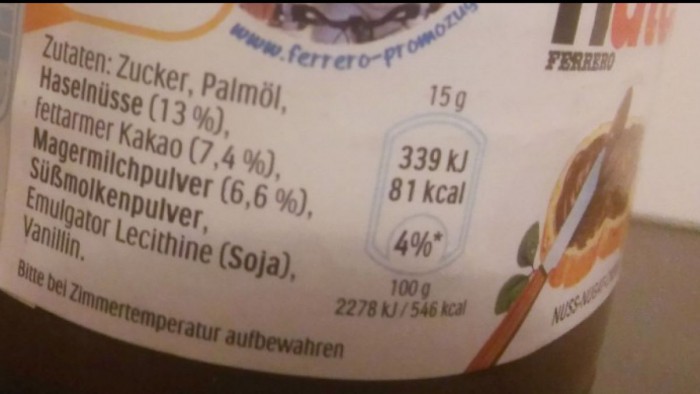 www.ferrero-promozug
FERRERO
Zutaten: Zucker, Palmöl,
Haselnüsse (13 %),
fettarmer Kakao (7,4 %),
Magermilchpulver (6,6 %),
Süßmolkenpulver,
Emulgator Lecithine (Soja),
Vanillin.
Bitte bei Zimmertemperatur aufbewahren
15 g
339 kJ
81 kcal
4%*
100 g
2278 kJ / 546 kcal